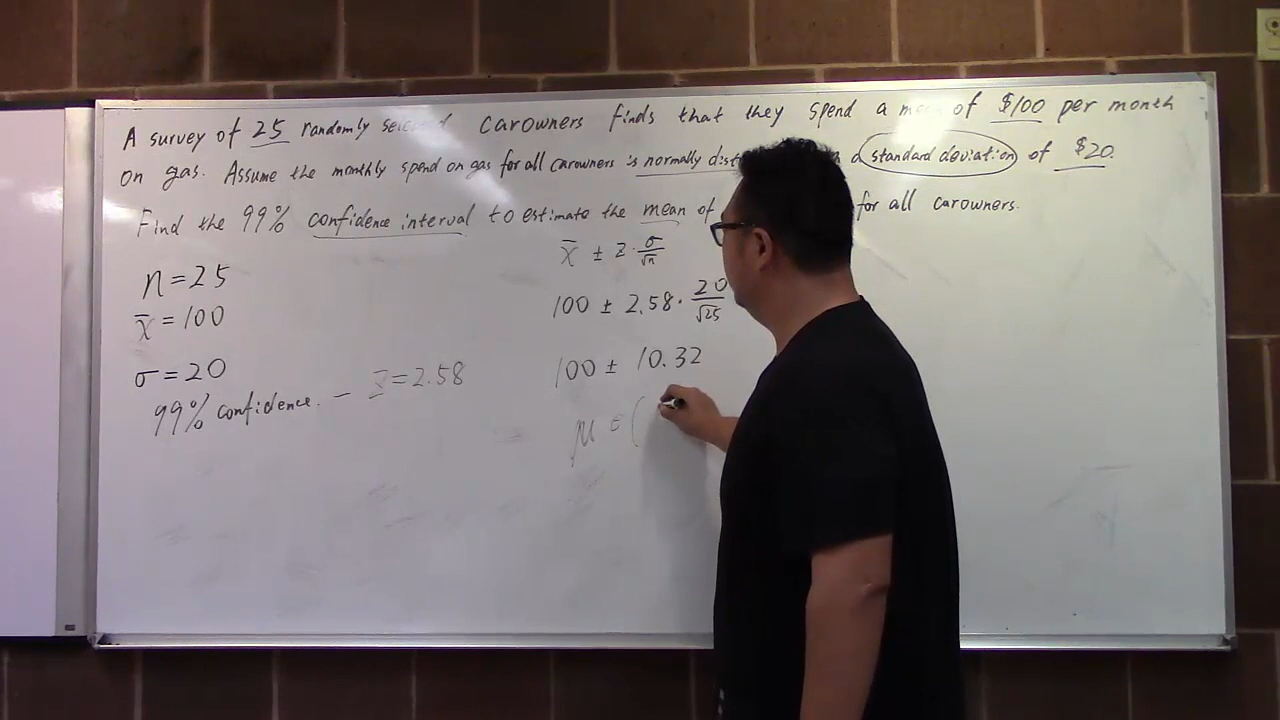 A survey of 25 randomly selected carowners finds that they spend a mean of $100 per month
on gas. Assume the monthly spend on gas for all carowners is normally dist a standard deviation of $20.
Find the 99% confidence interval to estimate the mean of for all carowners.
n=25
x̄=100
σ=20
99% confidence. – Z=2.58
x̄ ± z·σ/√n
100 ± 2.58·20/√25
100 ± 10.32
μ ∈ (